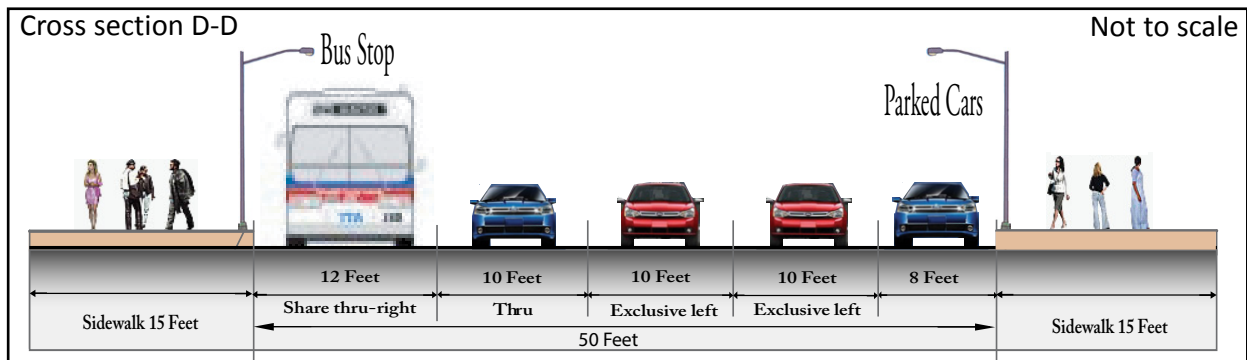 Cross section D-D
Not to scale
Bus Stop
Parked Cars
12 Feet
10 Feet
10 Feet
10 Feet
8 Feet
Share thru-right
Thru
Exclusive left
Exclusive left
Sidewalk 15 Feet
50 Feet
Sidewalk 15 Feet